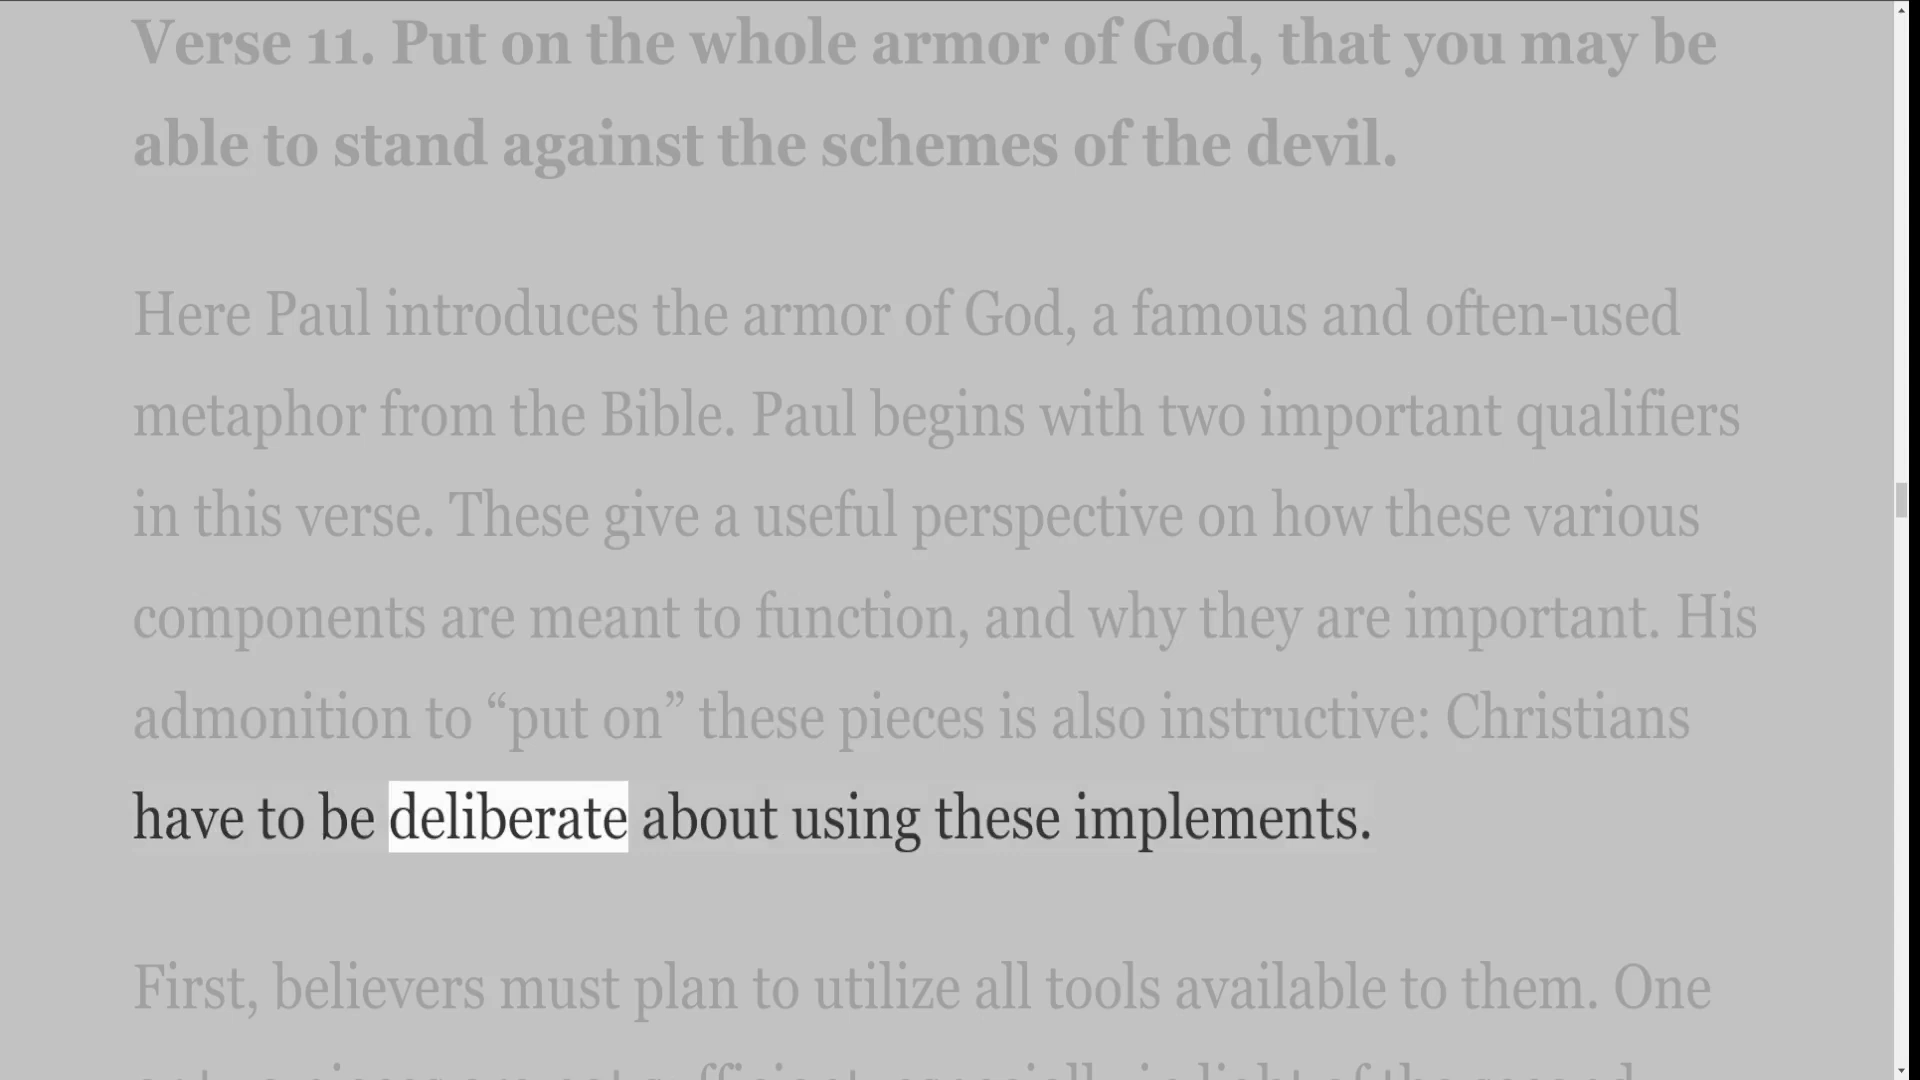 Verse 11. Put on the whole armor of God, that you may be
able to stand against the schemes of the devil.
Here Paul introduces the armor of God, a famous and often-used
metaphor from the Bible. Paul begins with two important qualifiers
in this verse. These give a useful perspective on how these various
components are meant to function, and why they are important. His
admonition to “put on” these pieces is also instructive: Christians
have to be deliberate about using these implements.
First, believers must plan to utilize all tools available to them. One